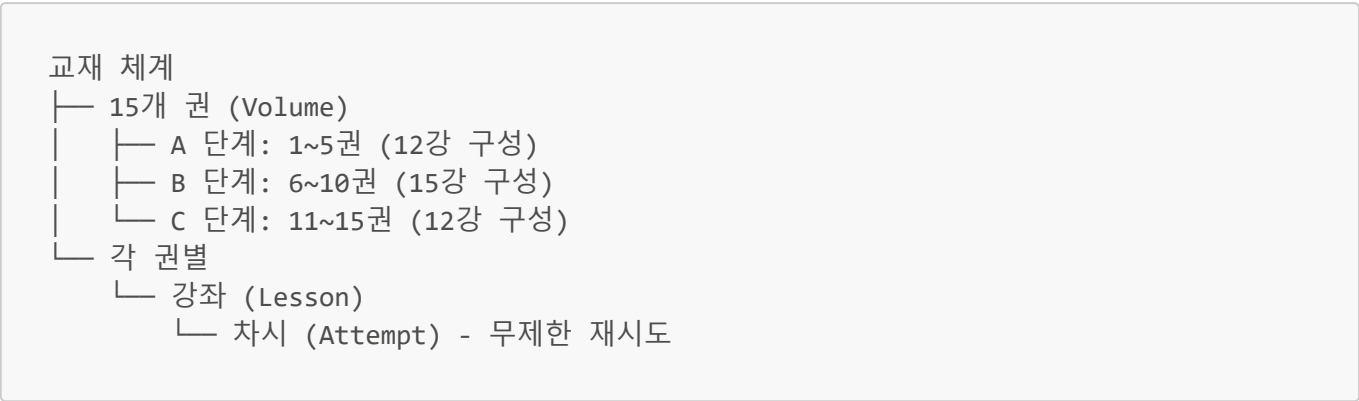 교재 체계
├── 15개 권 (Volume)
│   ├── A 단계: 1~5권 (12강 구성)
│   ├── B 단계: 6~10권 (15강 구성)
│   └── C 단계: 11~15권 (12강 구성)
└── 각 권별
    └── 강좌 (Lesson)
        └── 차시 (Attempt) - 무제한 재시도